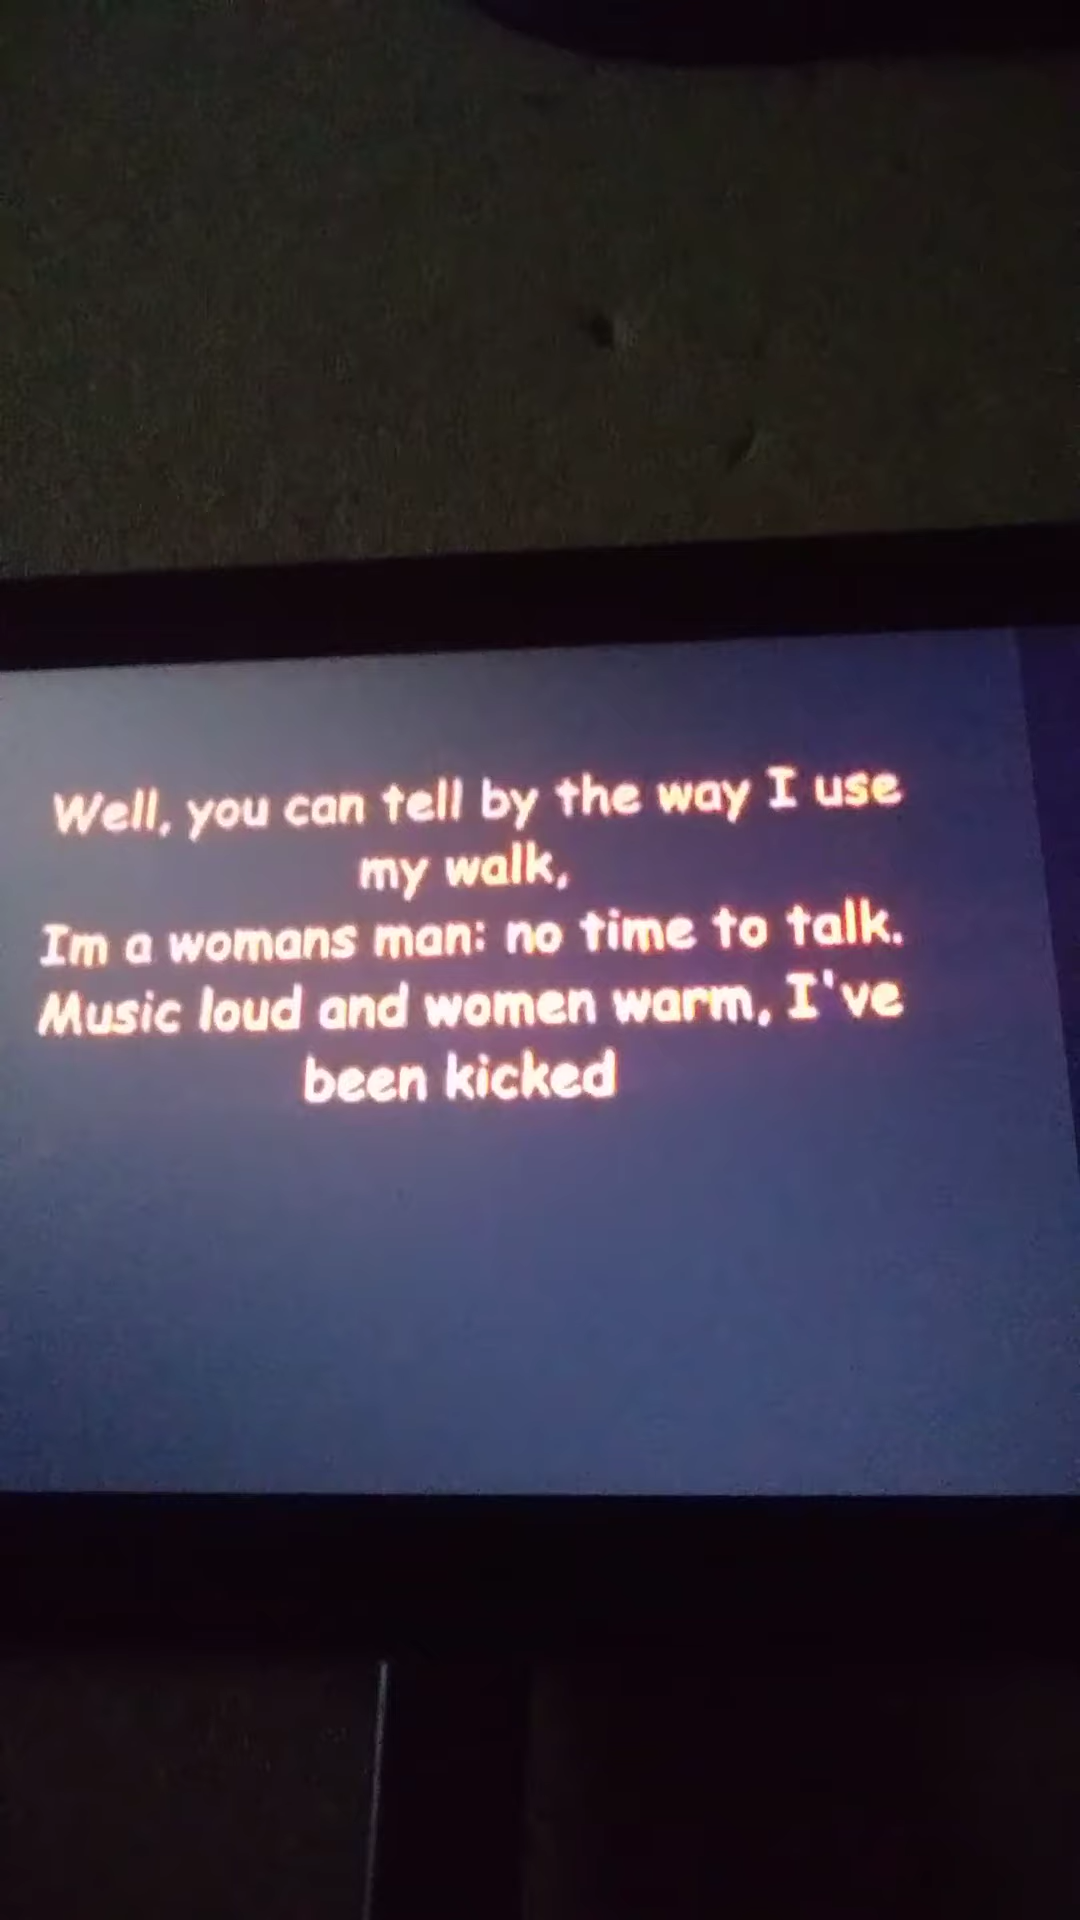 Well, you can tell by the way I use
my walk,
Im a womans man: no time to talk.
Music loud and women warm, I've
been kicked